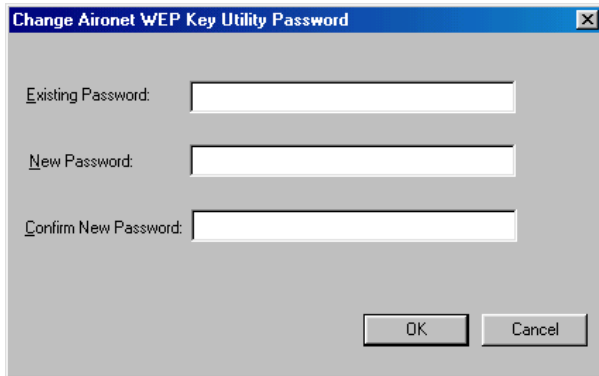 Change Aironet WEP Key Utility Password
Existing Password:
New Password:
Confirm New Password:
OK Cancel